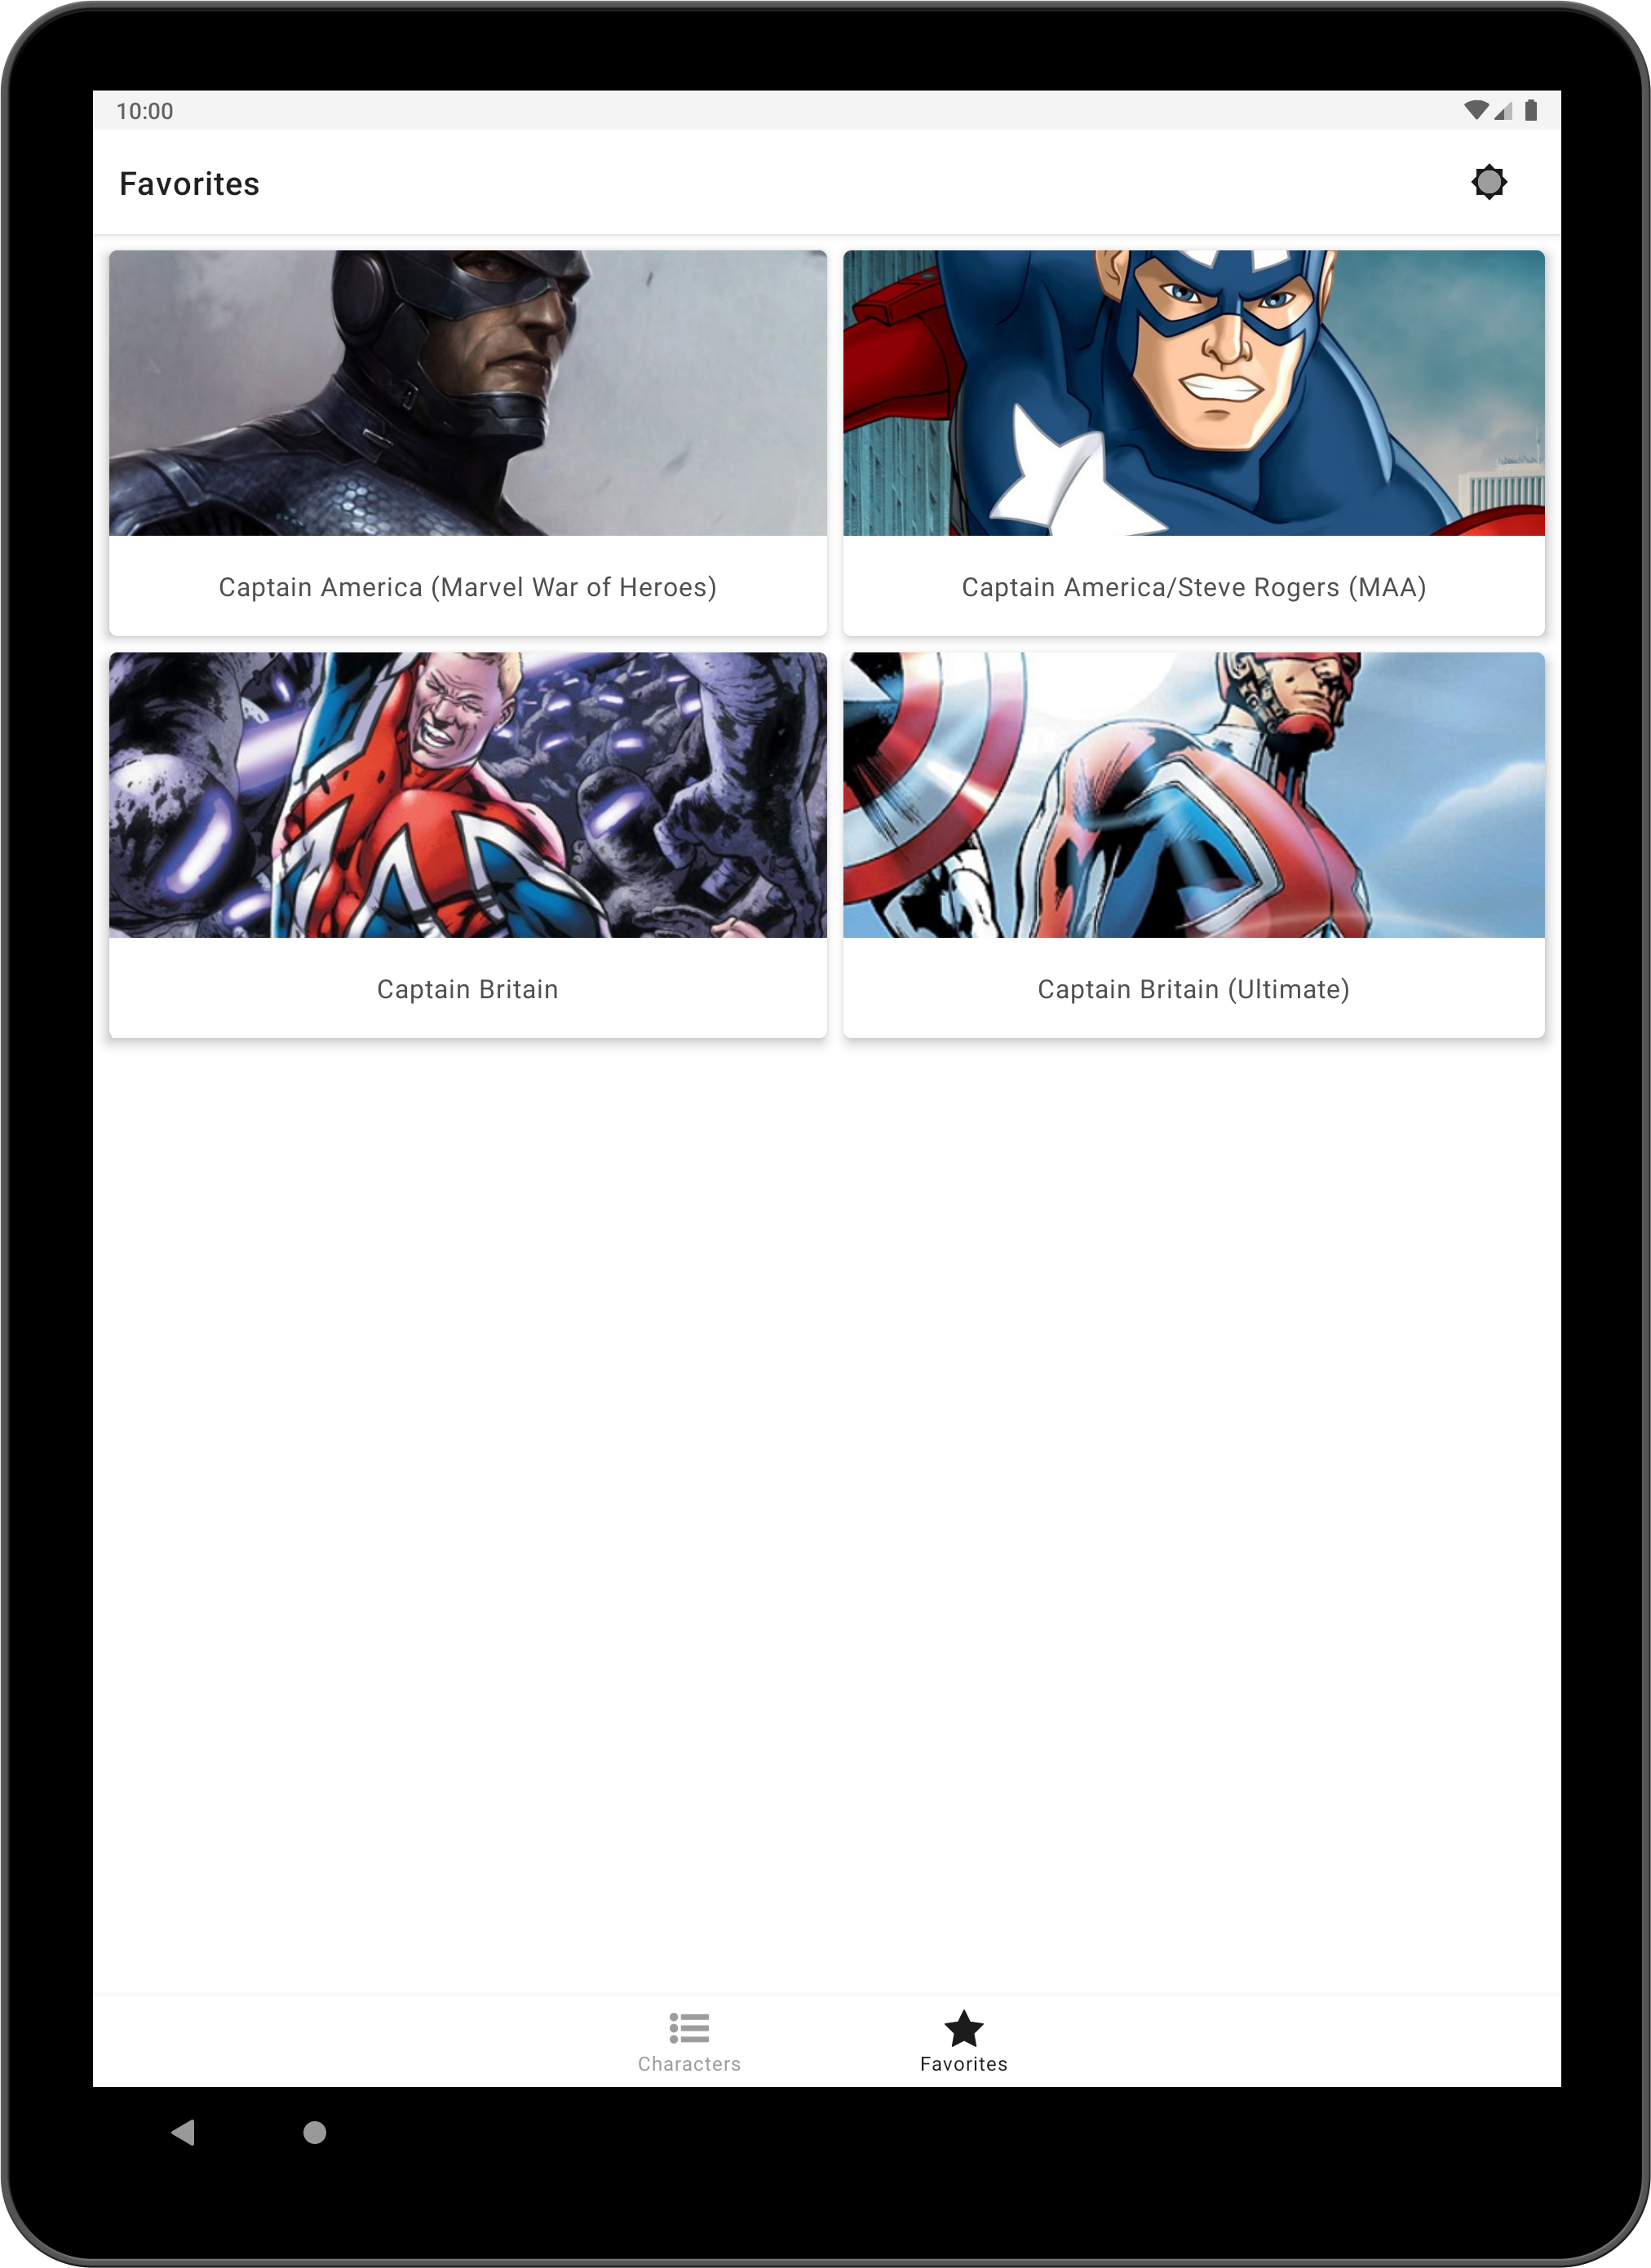 10:00
Favorites
Captain America (Marvel War of Heroes)
Captain America/Steve Rogers (MAA)
Captain Britain
Captain Britain (Ultimate)
Characters
Favorites